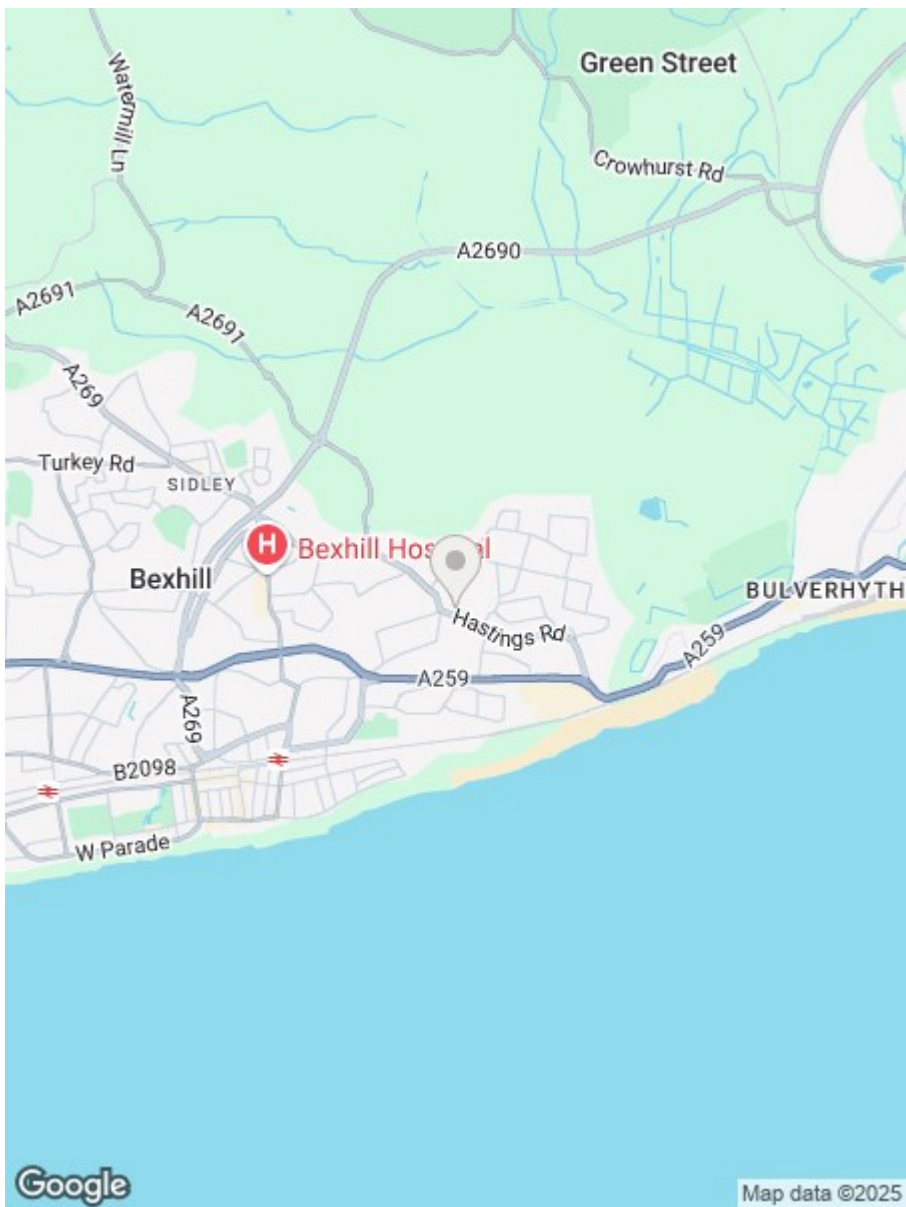 Green Street
Watermill Ln
Crowhurst Rd
A2690
A2691
A2691
A269
Turkey Rd
SIDLEY
H
Bexhill Hos al
Bexhill
BULVERHYTH
Hastings Rd
A259
A259
A269
B2098
W Parade
Google
Map data ©2025